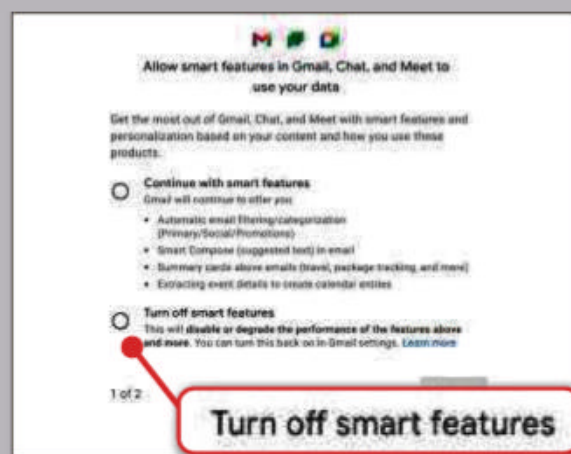 Allow smart features in Gmail, Chat, and Meet to
use your data
Get the most out of Gmail, Chat, and Meet with smart features and
personalization based on your content and how you use these
products.
Continue with smart features
Gmail will continue to offer you:
• Automatic email filtering/categorization
(Primary/Social/Promotions)
• Smart Compose (suggested text) in email
• Summary cards above emails (travel, package tracking, and more)
• Extracting event details to create calendar entries
Turn off smart features
This will disable or degrade the performance of the features above
and more. You can turn this back on in Gmail settings. Learn more
1 of 2
Turn off smart features